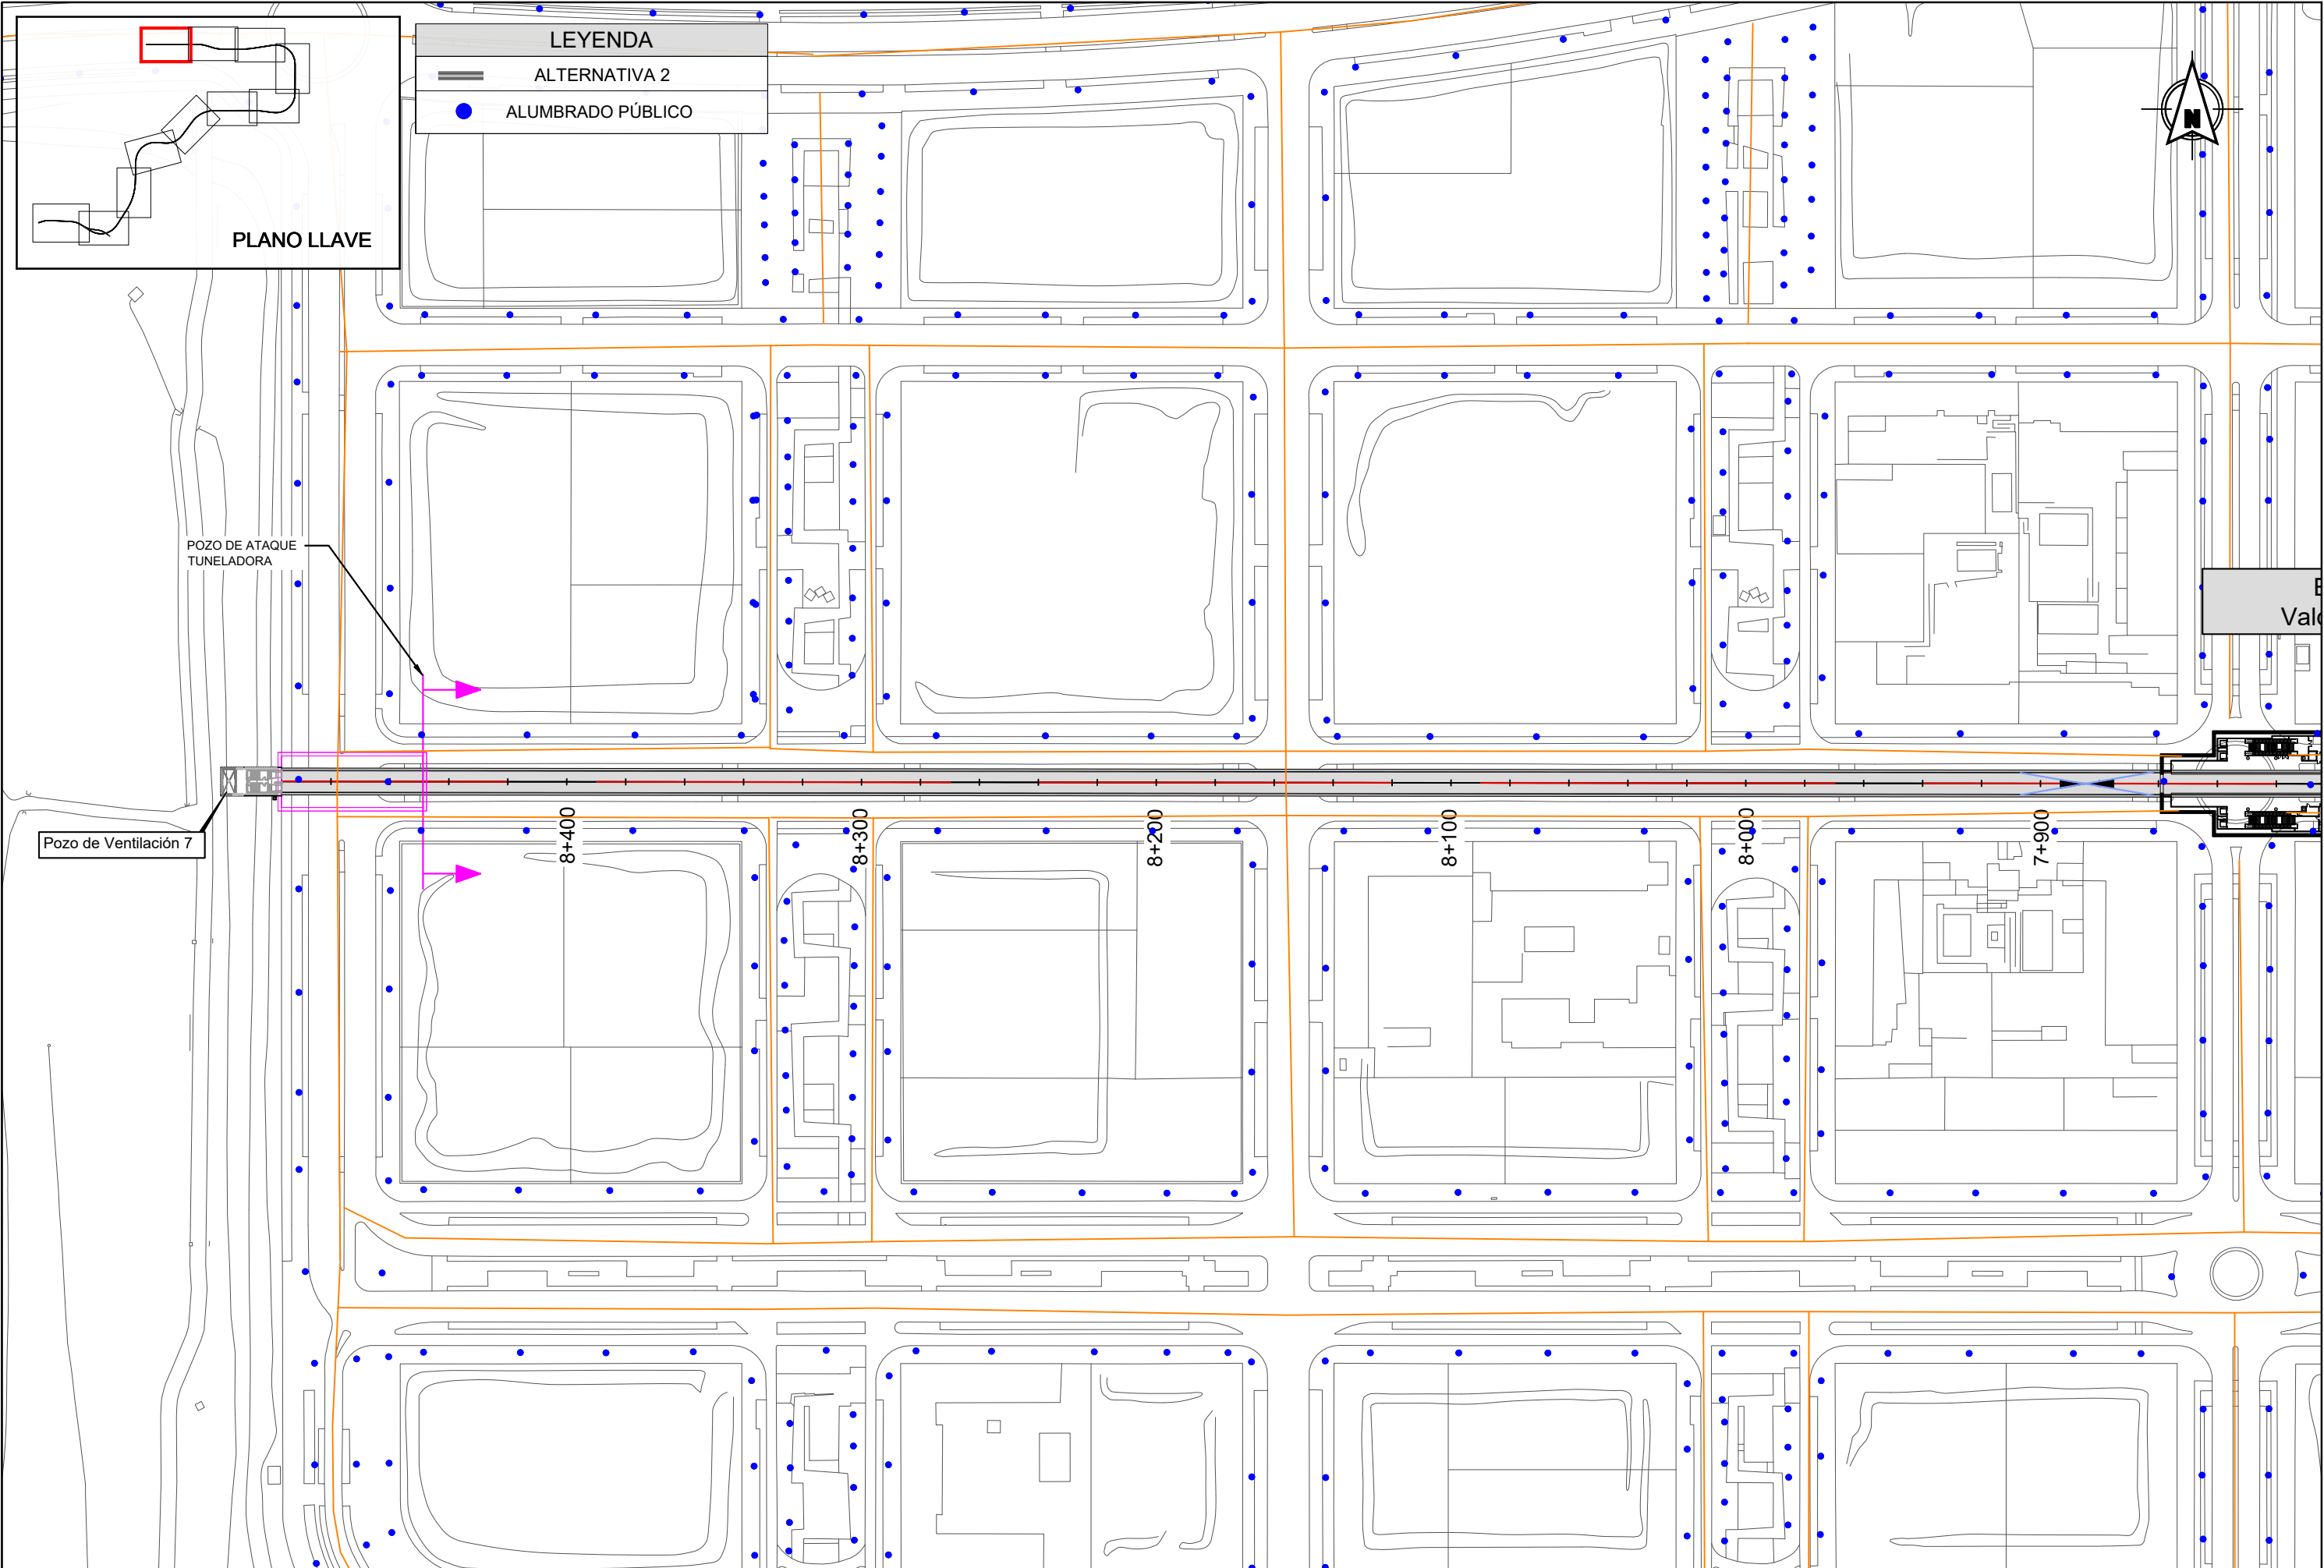 PLANO LLAVE
LEYENDA
ALTERNATIVA 2
ALUMBRADO PÚBLICO
N
POZO DE ATAQUE
TUNELADORA
Pozo de Ventilación 7
8+400
8+300
8+200
8+100
8+000
7+900